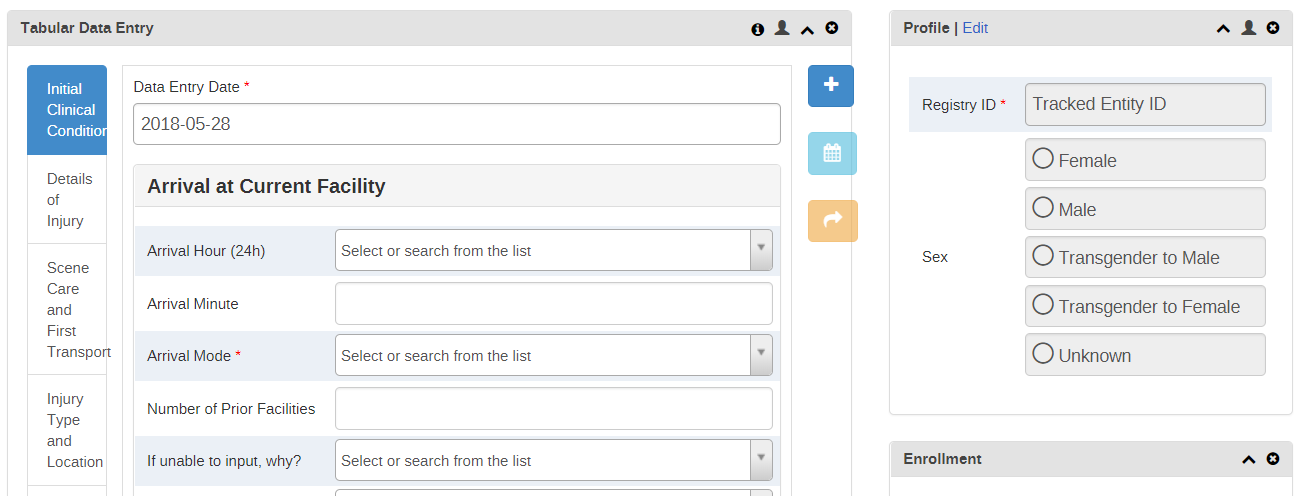 Tabular Data Entry
Initial
Clinical
Condition
Details
of
Injury
Scene
Care
and
First
Transport
Injury
Type
and
Location
Data Entry Date *
2018-05-28
Arrival at Current Facility
Arrival Hour (24h) Select or search from the list
Arrival Minute
Arrival Mode * Select or search from the list
Number of Prior Facilities
If unable to input, why? Select or search from the list
Profile | Edit
Registry ID * Tracked Entity ID
Sex
Female
Male
Transgender to Male
Transgender to Female
Unknown
Enrollment